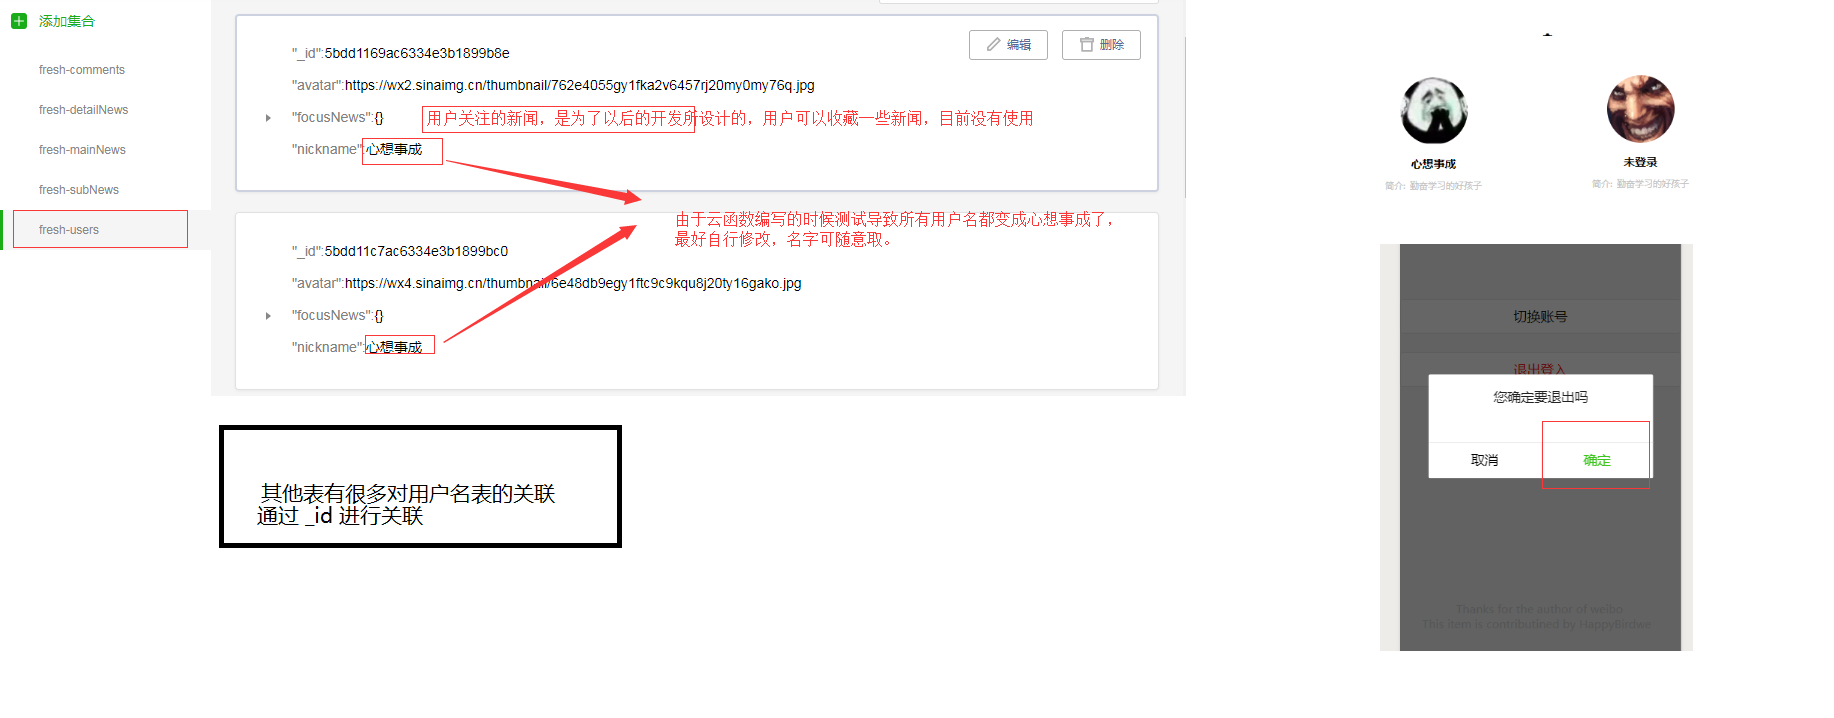 添加集合
fresh-comments
fresh-detailNews
fresh-mainNews
fresh-subNews
fresh-users
编辑
删除
"_id":5bdd1169ac6334e3b1899b8e
"avatar":https://wx2.sinaimg.cn/thumbnail/762e4055gy1fka2v6457rj20my0my76q.jpg
"focusNews":{}
用户关注的新闻，是为了以后的开发所设计的，用户可以收藏一些新闻，目前没有使用
"nickname":心想事成
由于云函数编写的时候测试导致所有用户名都变成心想事成了，
最好自行修改，名字可随意取。
"_id":5bdd11c7ac6334e3b1899bc0
"avatar":https://wx4.sinaimg.cn/thumbnail/6e48db9egy1ftc9c9kqu8j20ty16gako.jpg
"focusNews":{}
"nickname":心想事成
其他表有很多对用户名表的关联
通过 _id 进行关联
心想事成
简介: 勤奋学习的好孩子
未登录
简介: 勤奋学习的好孩子
切换账号
退出登入
您确定要退出吗
取消
确定
Thanks for the author of weibo
This item is contributined by HappyBirdwe